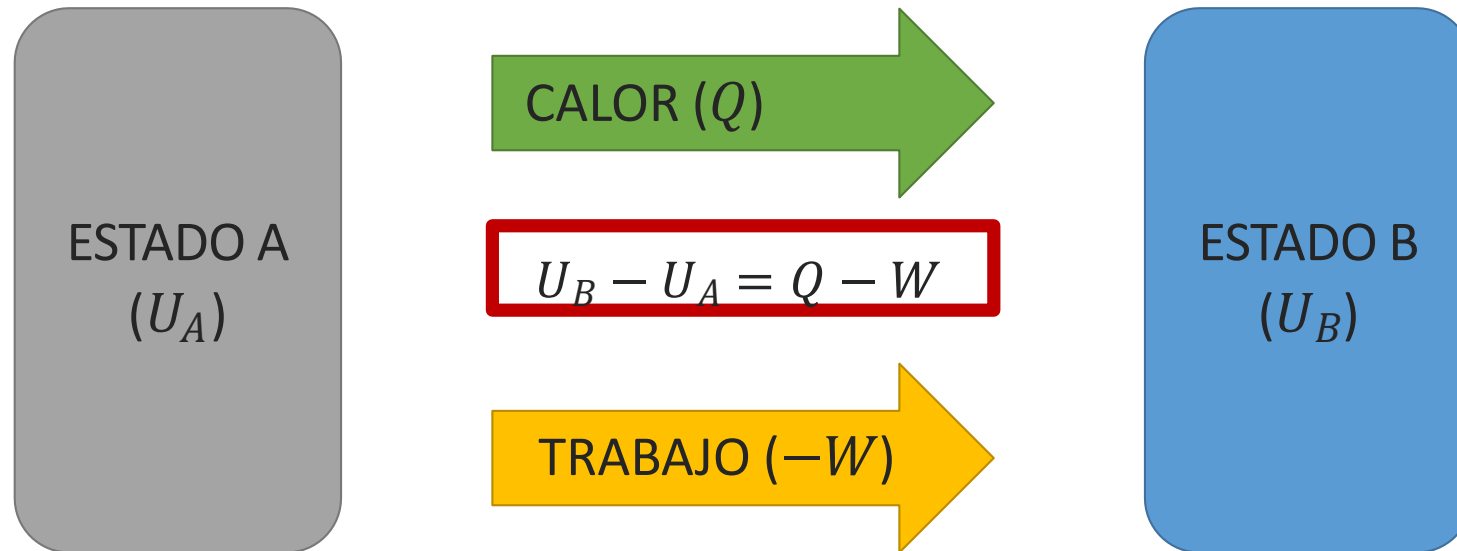 ESTADO A
(U_A)
CALOR (Q)
U_B − U_A = Q − W
TRABAJO (−W)
ESTADO B
(U_B)